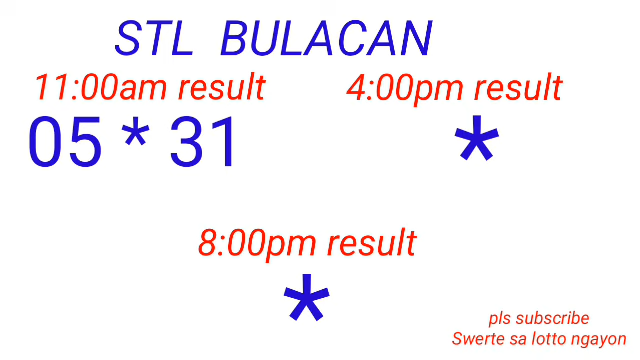 STL BULACAN
11:00am result
4:00pm result
05 * 31
*
8:00pm result
*
pls subscribe
Swerte sa lotto ngayon